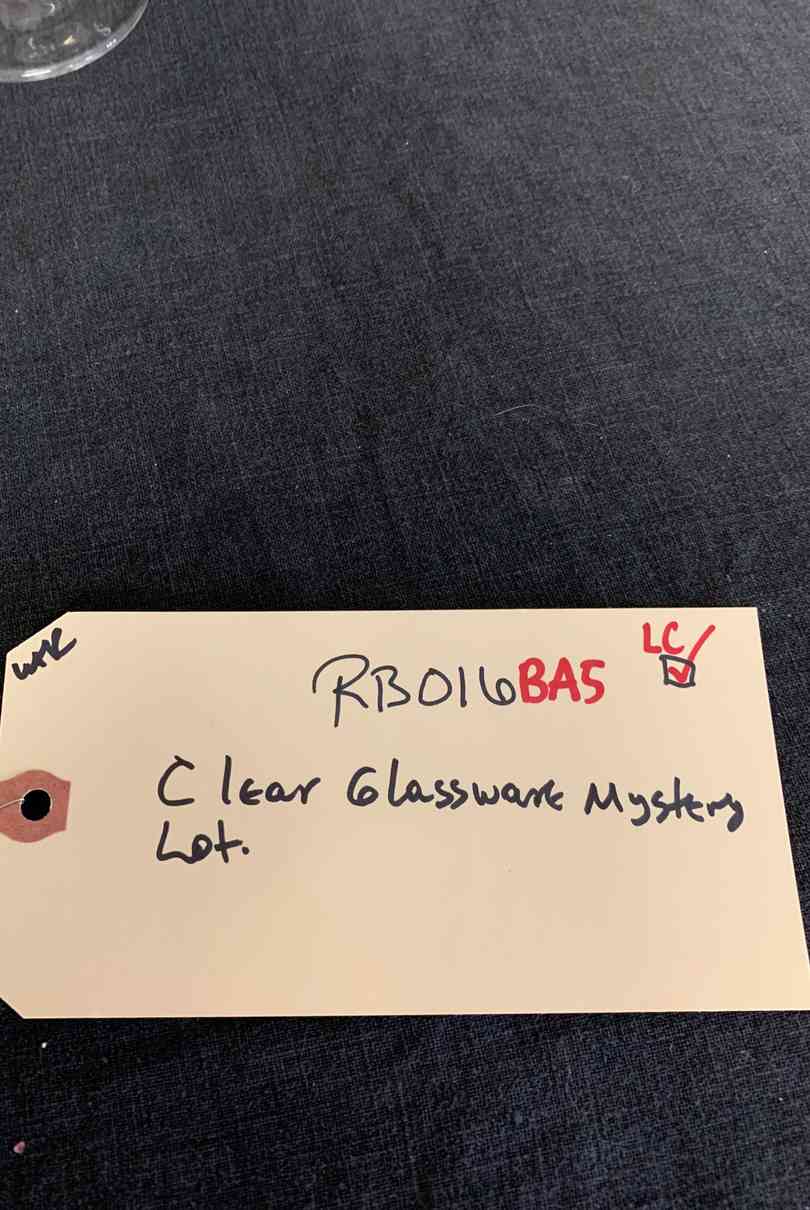 LC
RB016BA5
Clear Glassware Mystery
Lot.